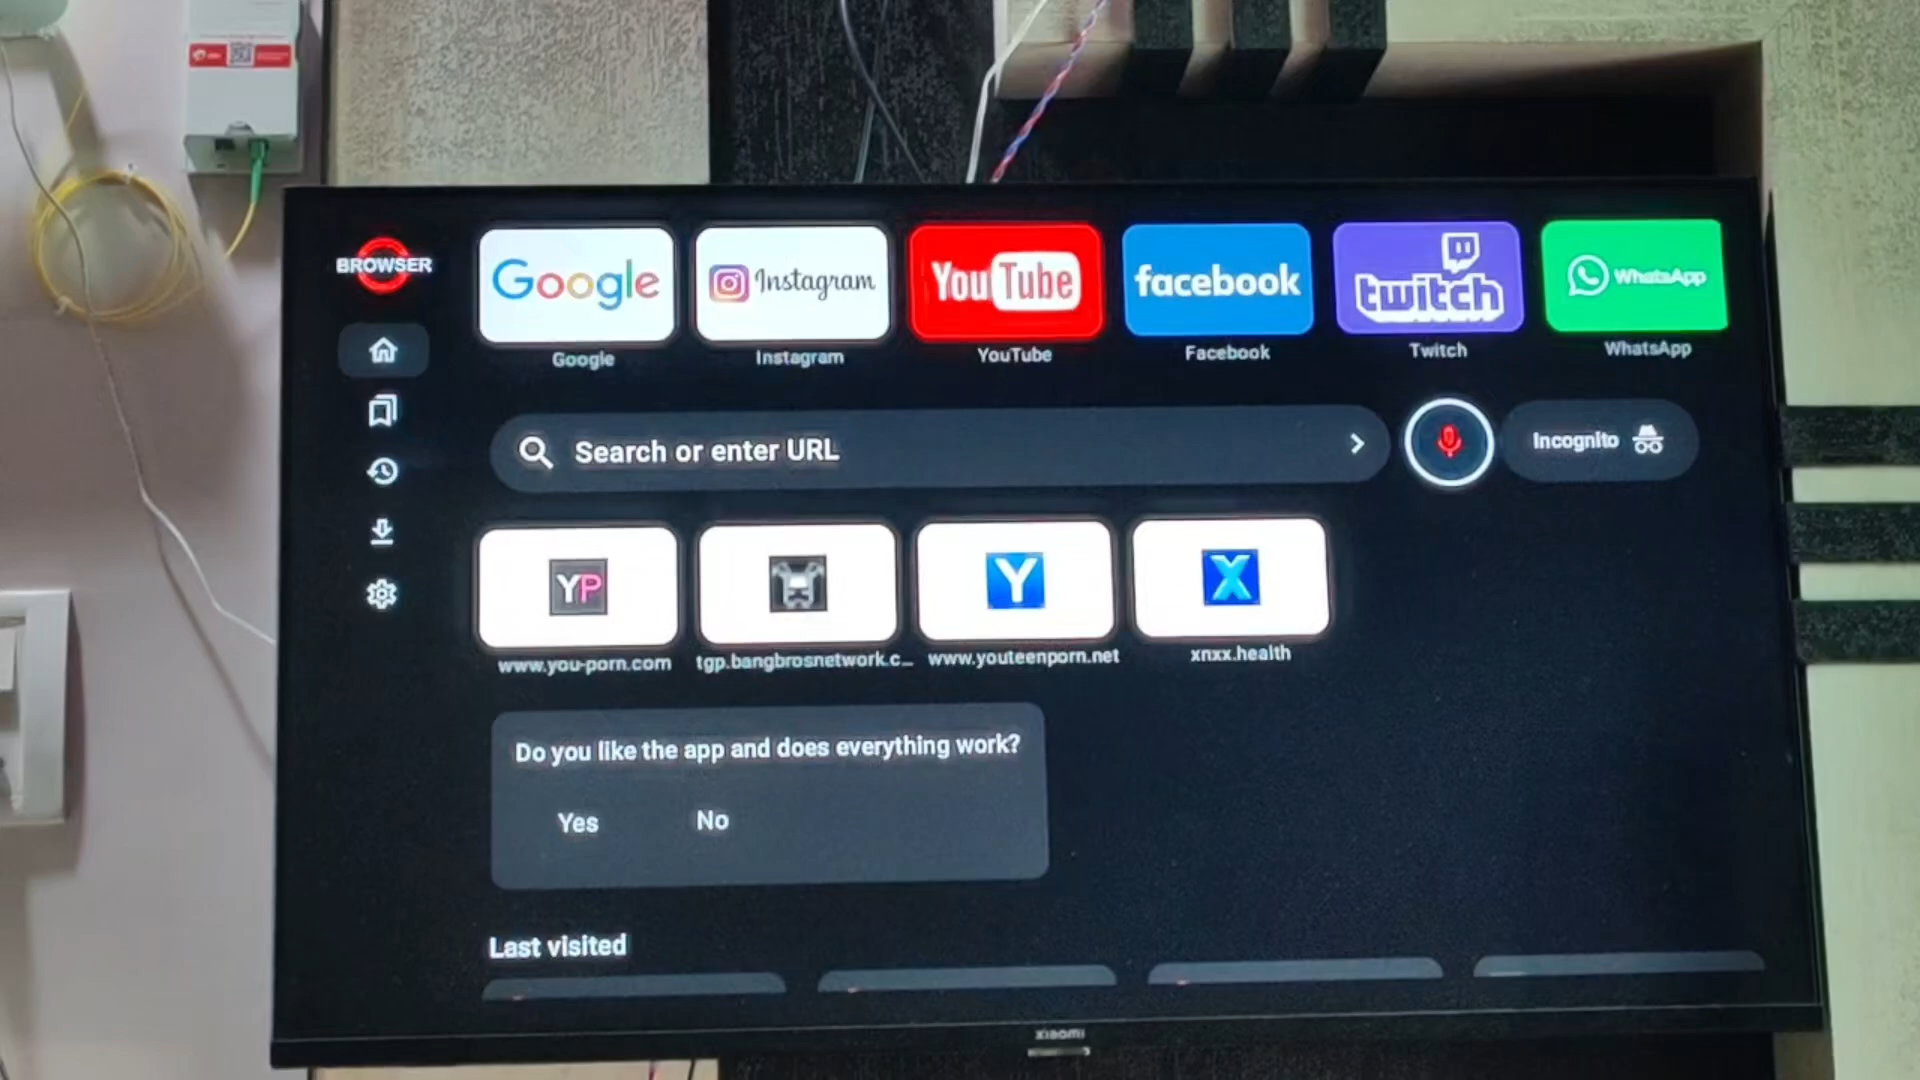 BROWSER
Google
Instagram
YouTube
facebook
twitch
WhatsApp
Google
Instagram
YouTube
Facebook
Twitch
WhatsApp
Search or enter URL
Incognito
YP
Y
X
www.you-porn.com
tgp.bangbrosnetwork.c...
www.youteenporn.net
xnxx.health
Do you like the app and does everything work?
Yes
No
Last visited
xiaomi